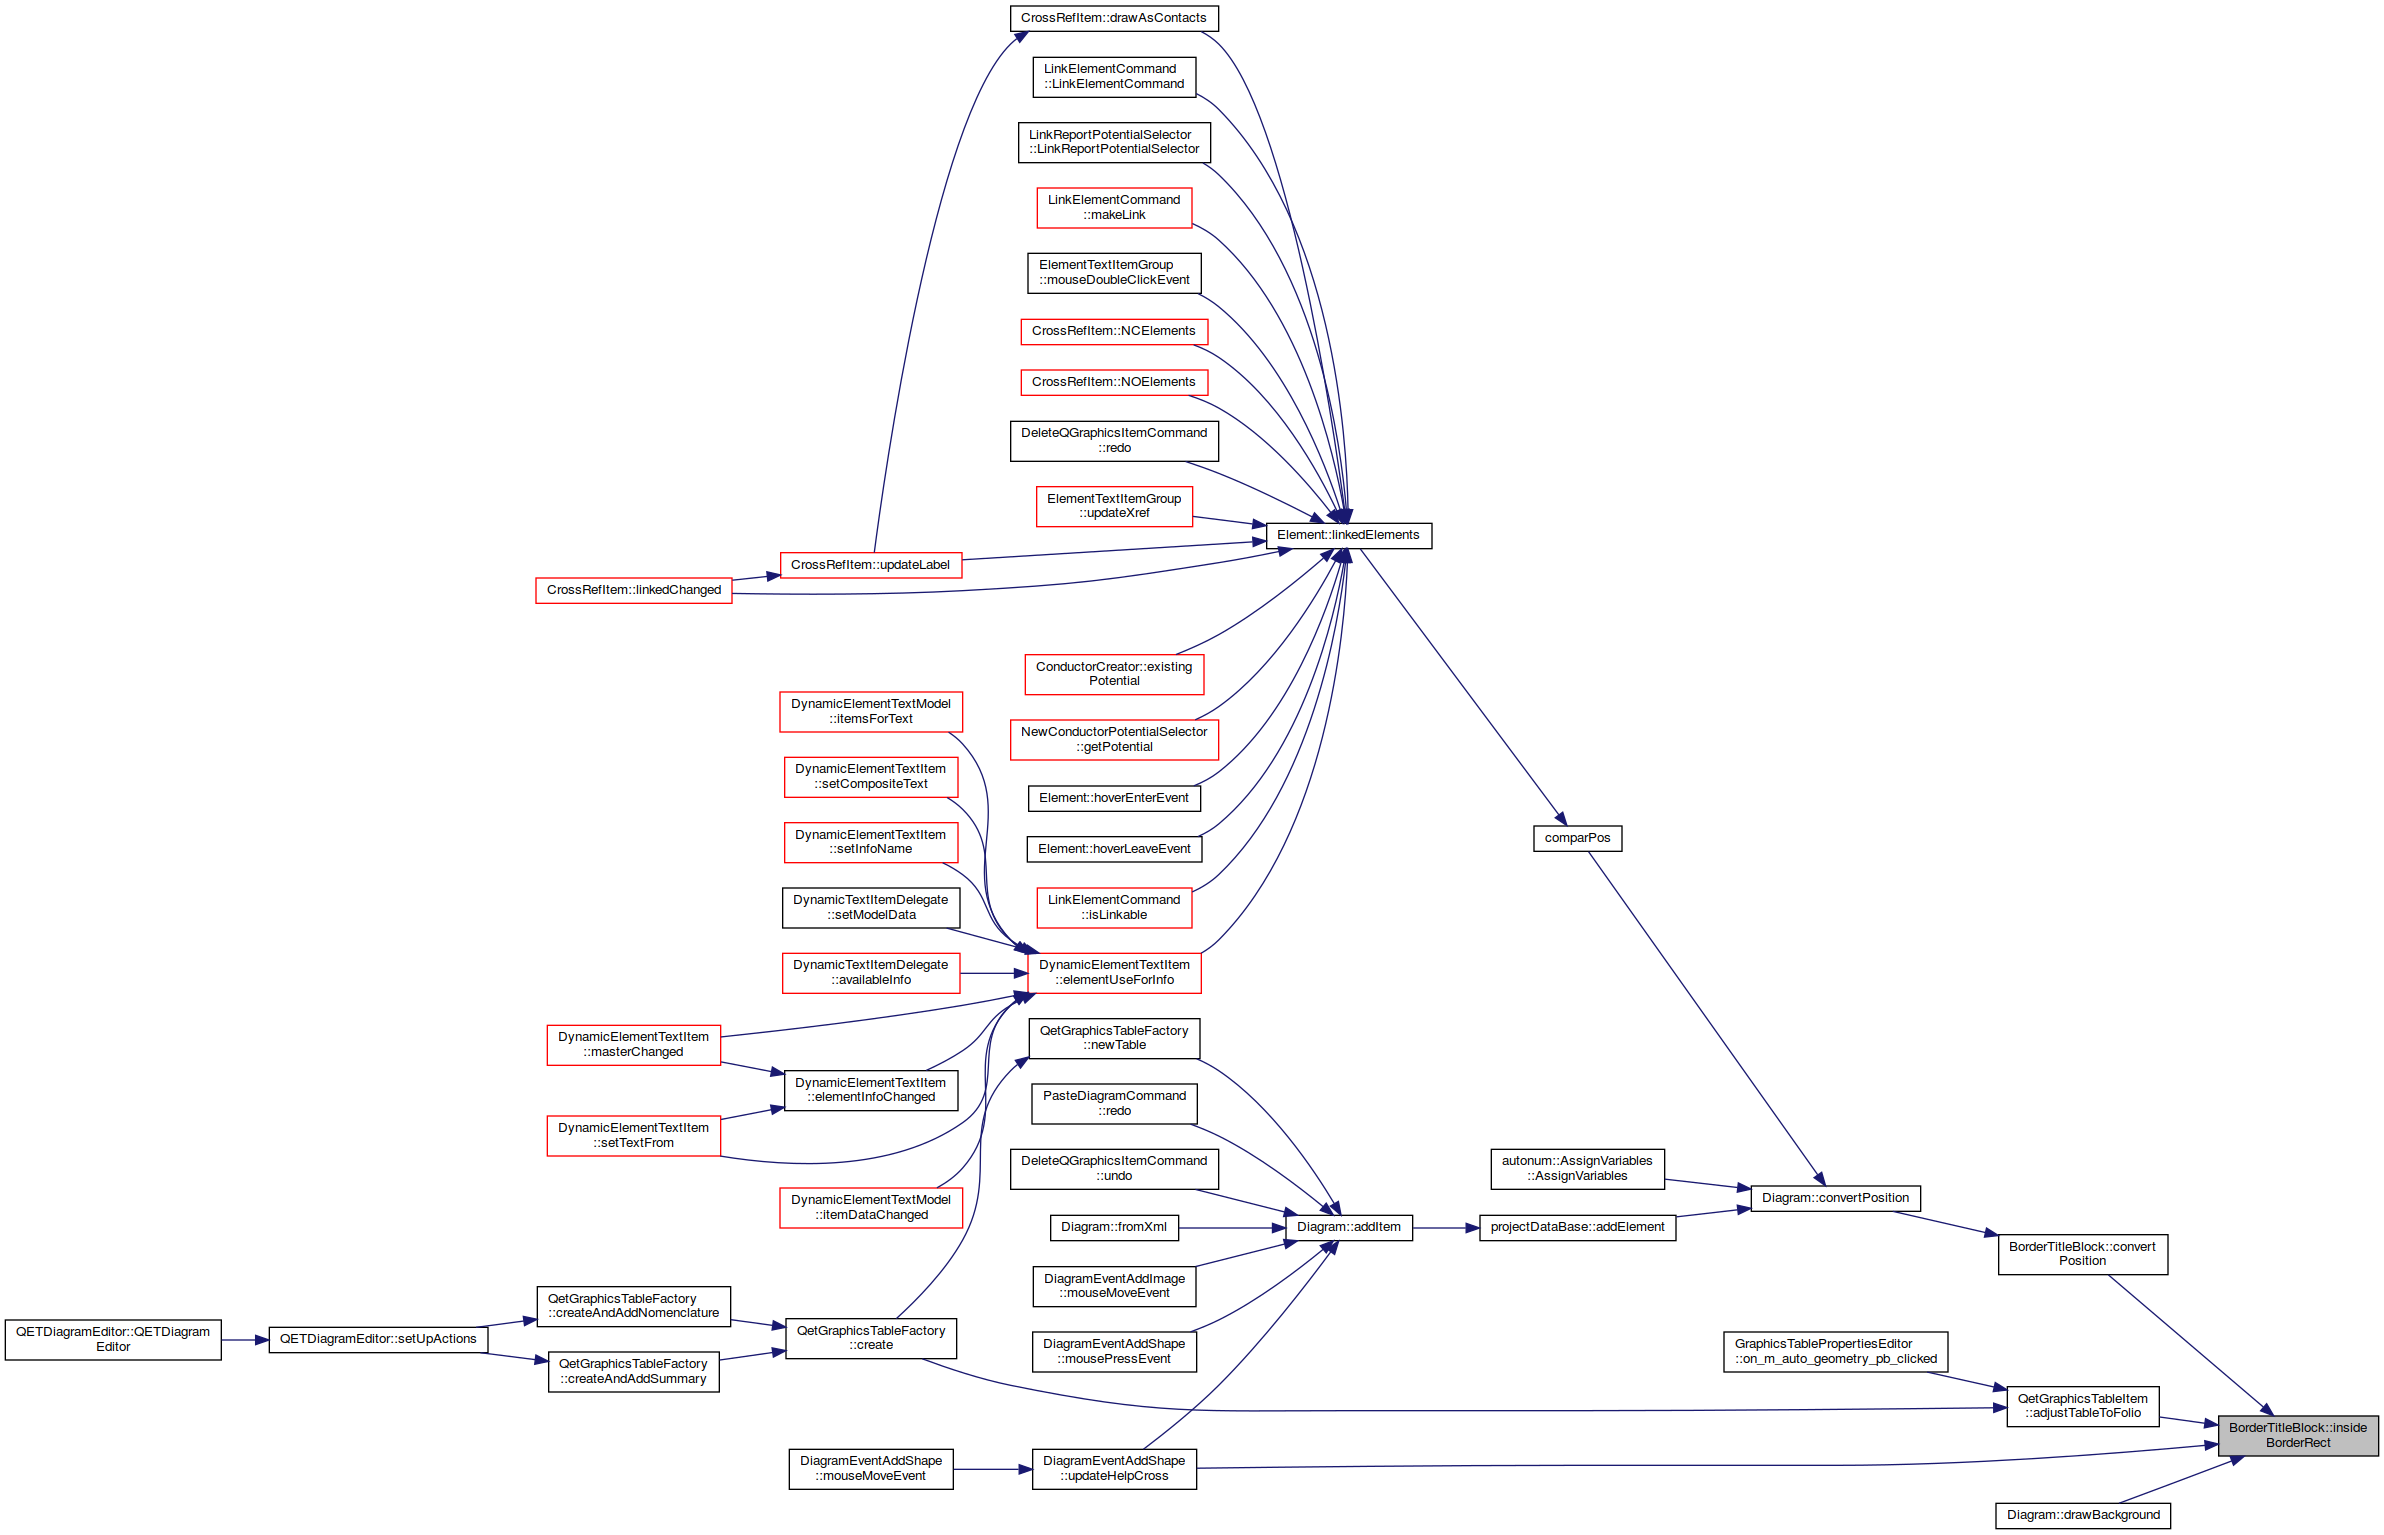 CrossRefItem::drawAsContacts
LinkElementCommand
::LinkElementCommand
LinkReportPotentialSelector
::LinkReportPotentialSelector
LinkElementCommand
::makeLink
ElementTextItemGroup
::mouseDoubleClickEvent
CrossRefItem::NCElements
CrossRefItem::NOElements
DeleteQGraphicsItemCommand
::redo
ElementTextItemGroup
::updateXref
Element::linkedElements
CrossRefItem::updateLabel
CrossRefItem::linkedChanged
ConductorCreator::existing
Potential
DynamicElementTextModel
::itemsForText
NewConductorPotentialSelector
::getPotential
DynamicElementTextItem
::setCompositeText
Element::hoverEnterEvent
DynamicElementTextItem
::setInfoName
Element::hoverLeaveEvent
comparPos
DynamicTextItemDelegate
::setModelData
LinkElementCommand
::isLinkable
DynamicTextItemDelegate
::availableInfo
DynamicElementTextItem
::elementUseForInfo
DynamicElementTextItem
::masterChanged
QetGraphicsTableFactory
::newTable
DynamicElementTextItem
::elementInfoChanged
PasteDiagramCommand
::redo
DynamicElementTextItem
::setTextFrom
DeleteQGraphicsItemCommand
::undo
autonum::AssignVariables
::AssignVariables
Diagram::convertPosition
DynamicElementTextModel
::itemDataChanged
Diagram::fromXml
Diagram::addItem
projectDataBase::addElement
BorderTitleBlock::convert
Position
DiagramEventAddImage
::mouseMoveEvent
QetGraphicsTableFactory
::createAndAddNomenclature
QETDiagramEditor::QETDiagram
Editor
QETDiagramEditor::setUpActions
QetGraphicsTableFactory
::create
DiagramEventAddShape
::mousePressEvent
GraphicsTablePropertiesEditor
::on_m_auto_geometry_pb_clicked
QetGraphicsTableFactory
::createAndAddSummary
QetGraphicsTableItem
::adjustTableToFolio
BorderTitleBlock::inside
BorderRect
DiagramEventAddShape
::mouseMoveEvent
DiagramEventAddShape
::updateHelpCross
Diagram::drawBackground